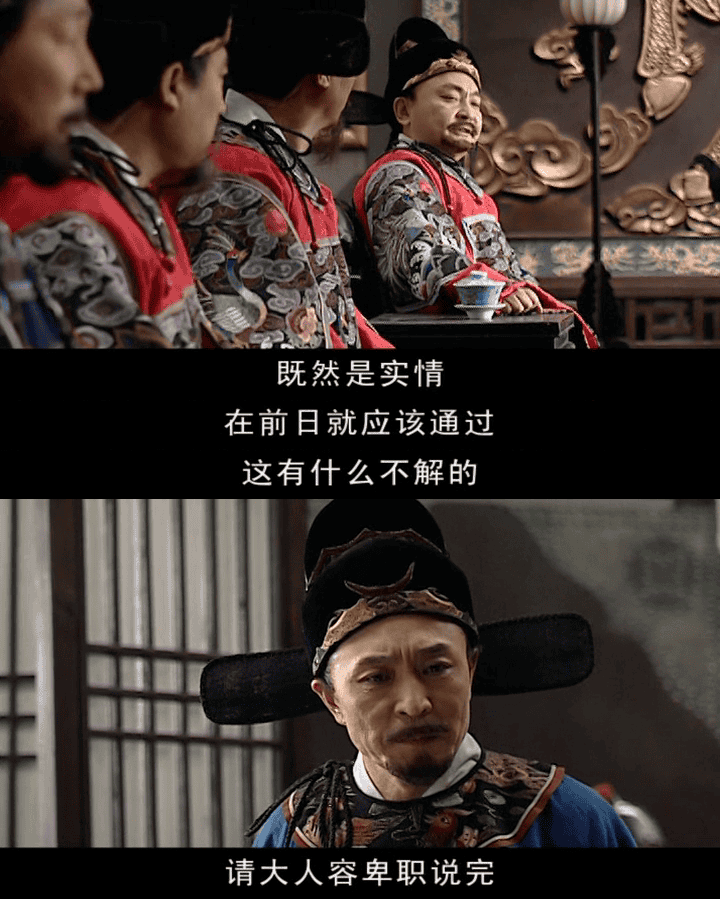 既然是实情
在前日就应该通过
这有什么不解的
请大人容卑职说完